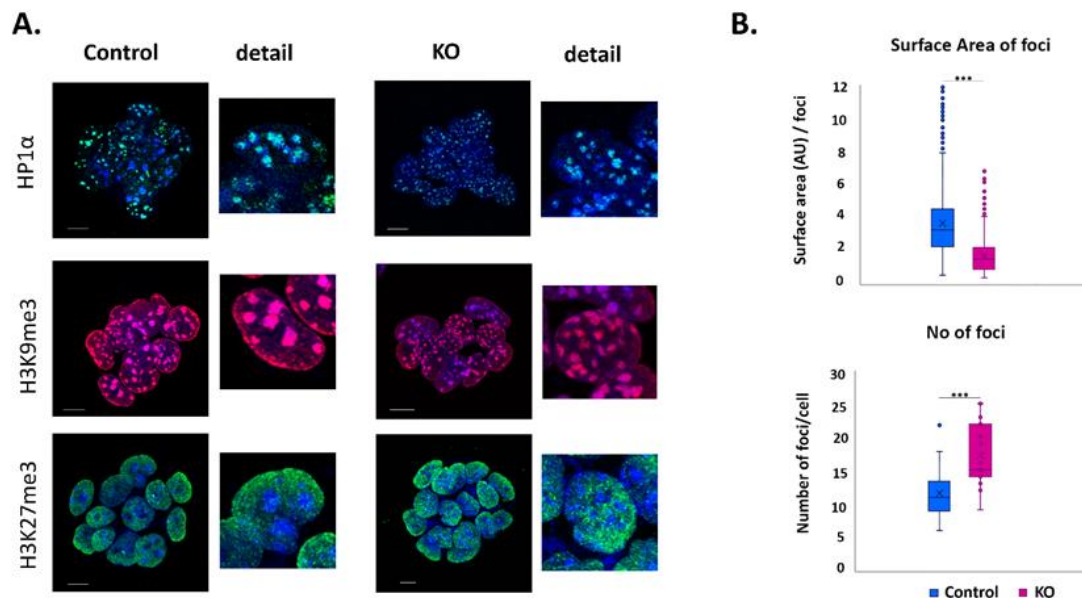 A.
Control detail KO detail
HP1α
H3K9me3
H3K27me3
B.
Surface Area of foci
***
12
10
8
6
4
2
0
Surface area (AU) / foci
No of foci
***
30
25
20
15
10
5
0
Number of foci/cell
Control KO